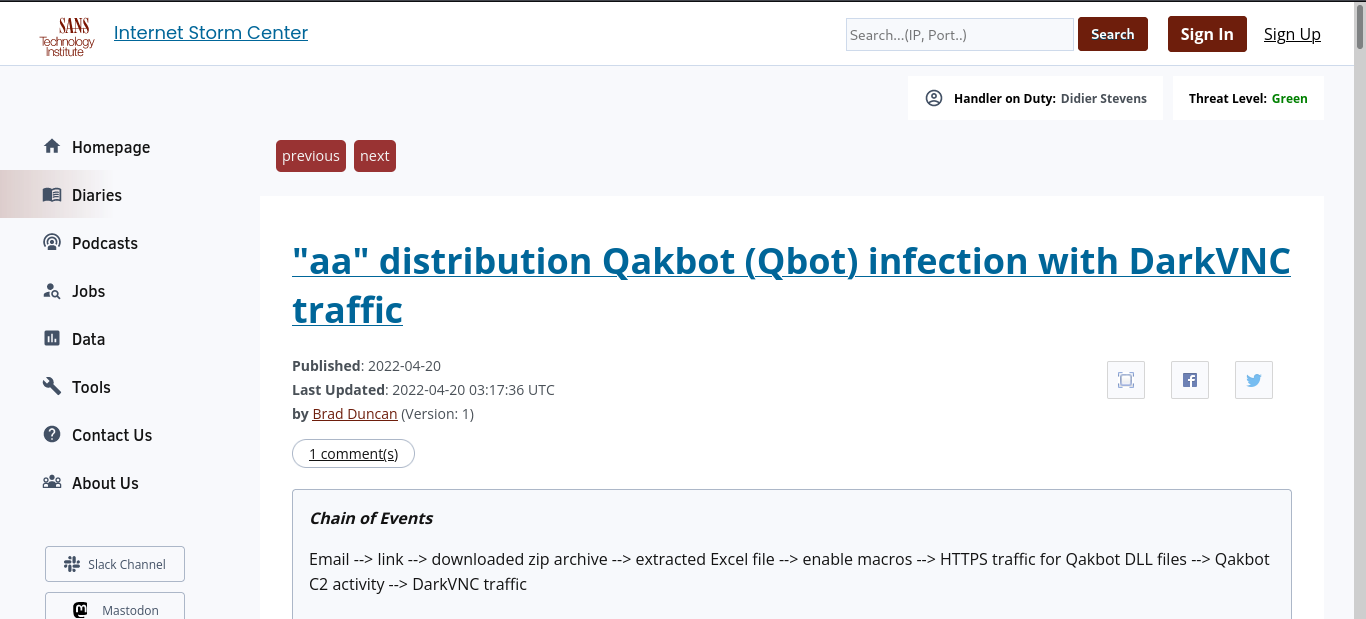 SANS
Technology
Institute
Internet Storm Center
Search...(IP, Port..)
Search
Sign In
Sign Up
Handler on Duty: Didier Stevens
Threat Level: Green
Homepage
Diaries
Podcasts
Jobs
Data
Tools
Contact Us
About Us
Slack Channel
Mastodon
previous
next
"aa" distribution Qakbot (Qbot) infection with DarkVNC
traffic
Published: 2022-04-20
Last Updated: 2022-04-20 03:17:36 UTC
by Brad Duncan (Version: 1)
1 comment(s)
Chain of Events
Email --> link --> downloaded zip archive --> extracted Excel file --> enable macros --> HTTPS traffic for Qakbot DLL files --> Qakbot
C2 activity --> DarkVNC traffic